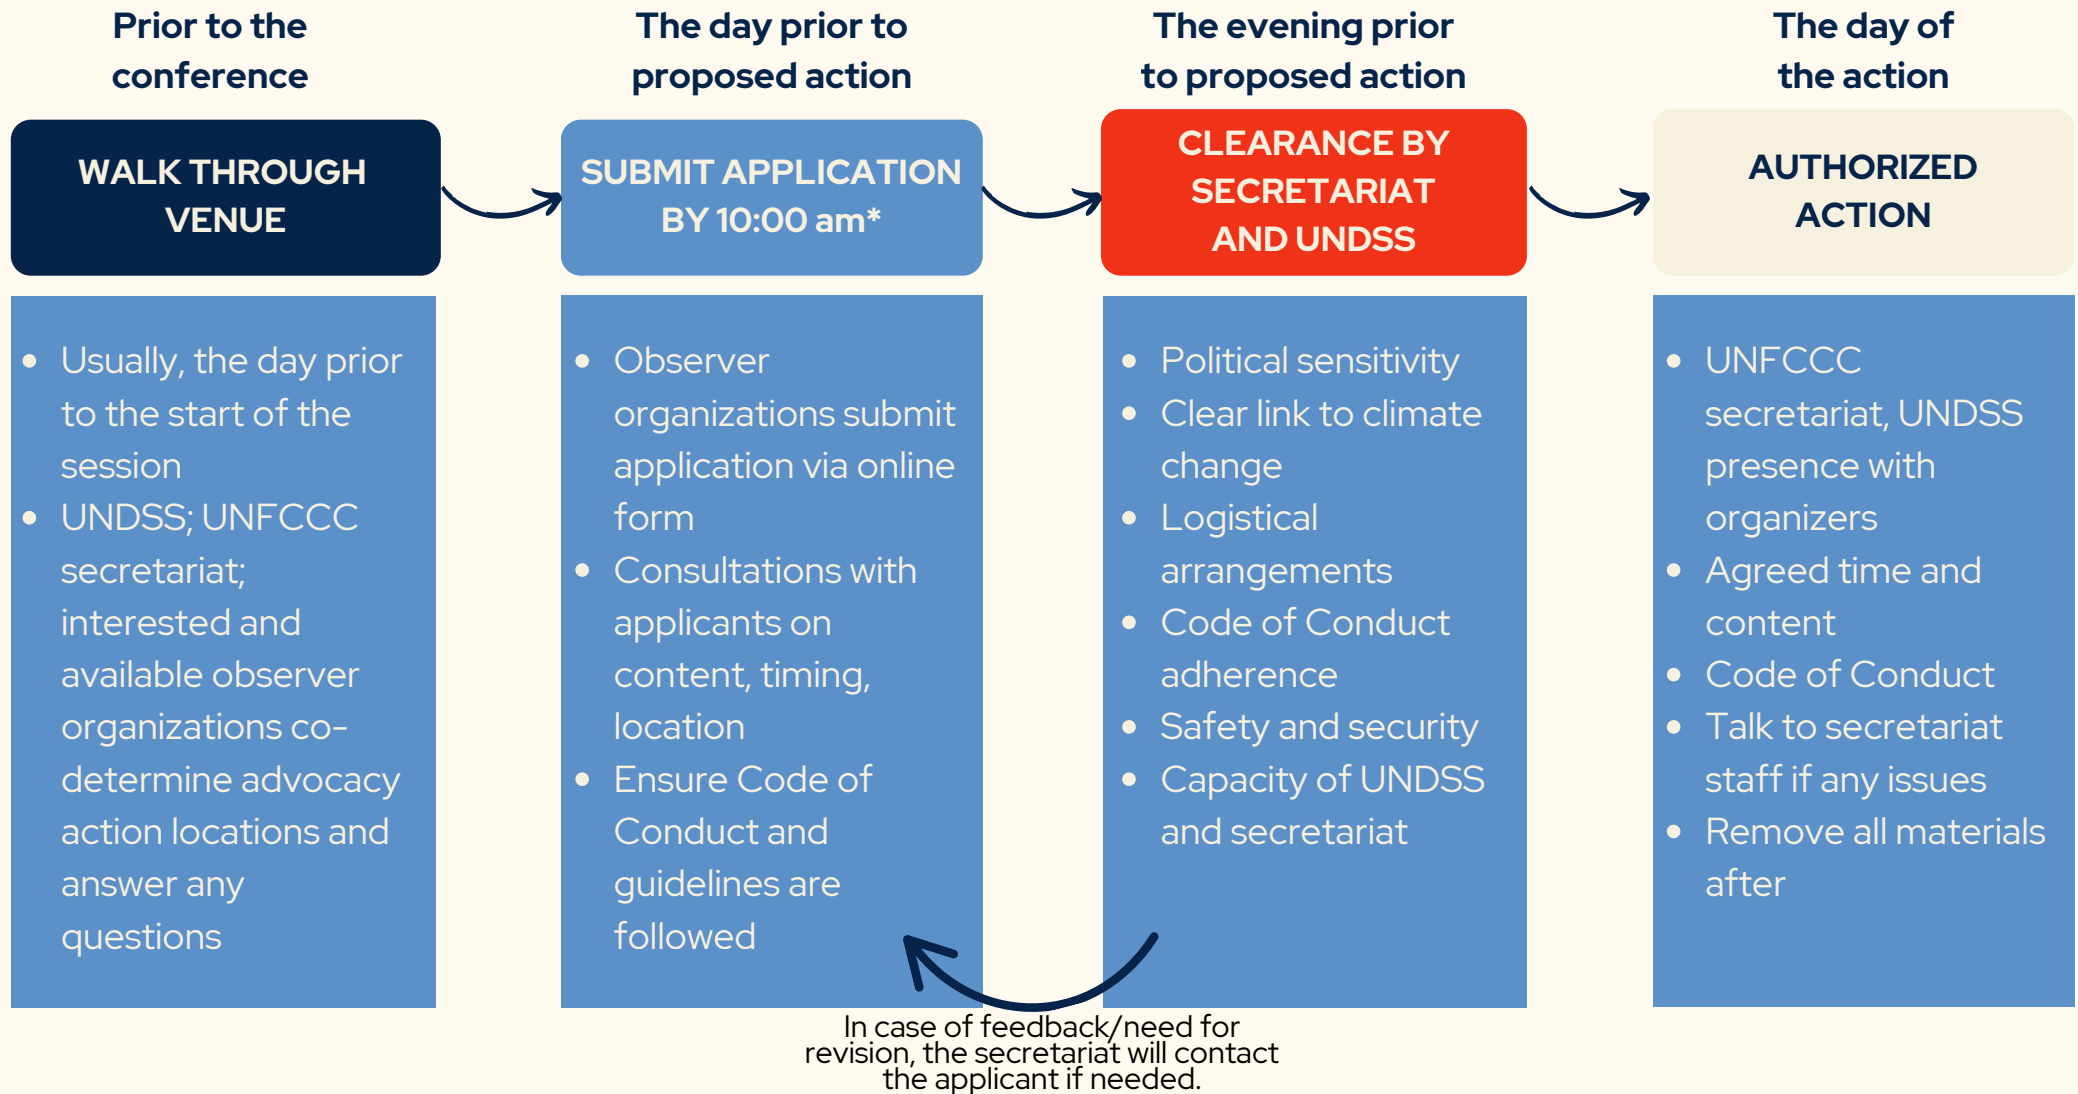 Prior to the
conference
WALK THROUGH
VENUE
Usually, the day prior
to the start of the
session
UNDSS; UNFCCC
secretariat;
interested and
available observer
organizations co-
determine advocacy
action locations and
answer any
questions
The day prior to
proposed action
SUBMIT APPLICATION
BY 10:00 am*
Observer
organizations submit
application via online
form
Consultations with
applicants on
content, timing,
location
Ensure Code of
Conduct and
guidelines are
followed
The evening prior
to proposed action
CLEARANCE BY
SECRETARIAT
AND UNDSS
Political sensitivity
Clear link to climate
change
Logistical
arrangements
Code of Conduct
adherence
Safety and security
Capacity of UNDSS
and secretariat
The day of
the action
AUTHORIZED
ACTION
UNFCCC
secretariat, UNDSS
presence with
organizers
Agreed time and
content
Code of Conduct
Talk to secretariat
staff if any issues
Remove all materials
after
In case of feedback/need for
revision, the secretariat will contact
the applicant if needed.